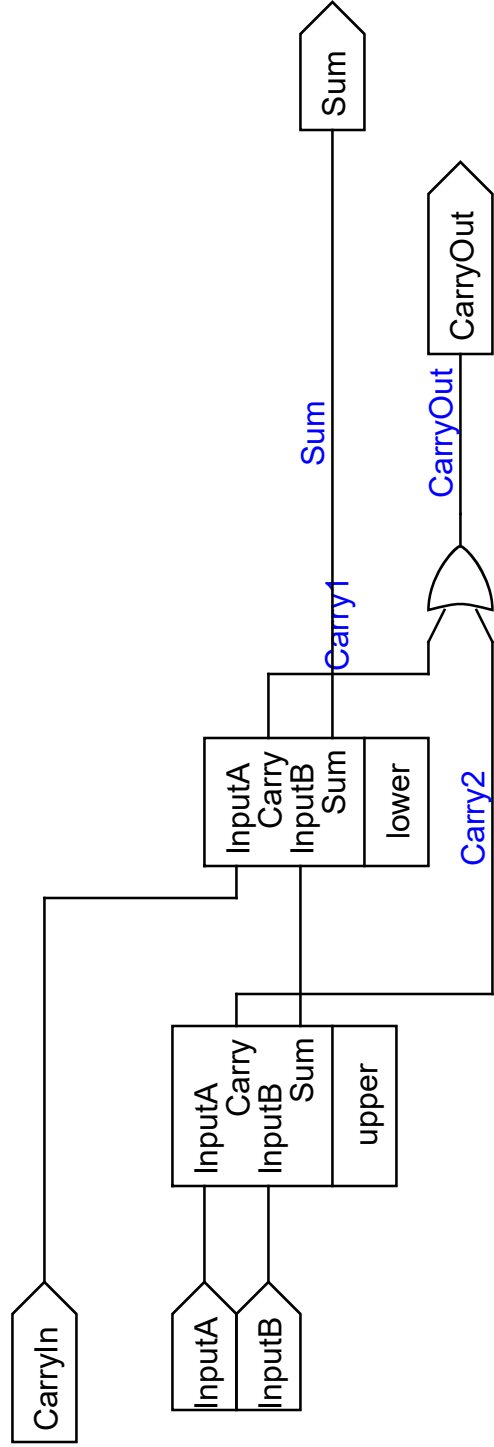 CarryIn
InputA
InputB
InputA
Carry
InputB
Sum
upper
InputA
Carry
InputB
Sum
lower
Carry1
Carry2
Sum
CarryOut
Sum
CarryOut